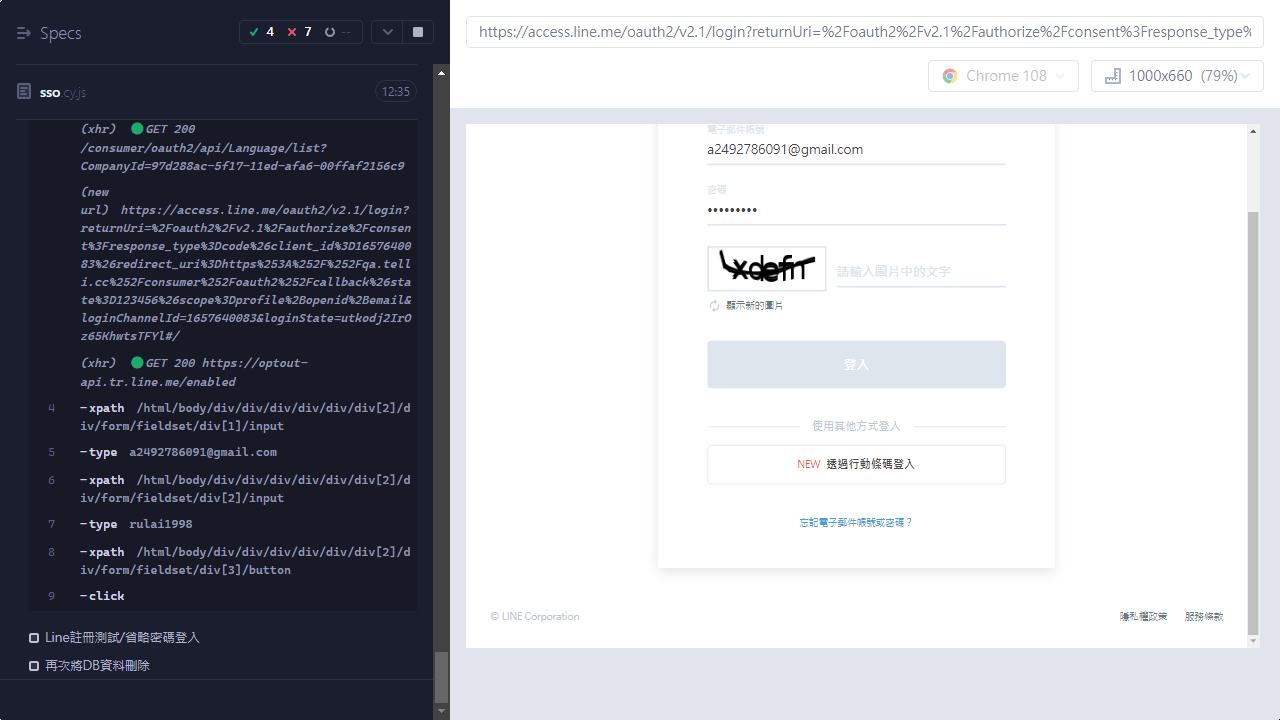 Specs
4
7
--
https://access.line.me/oauth2/v2.1/login?returnUri=%2Foauth2%2Fv2.1%2Fauthorize%2Fconsent%3Fresponse_type%
Chrome 108
1000x660 (79%)
sso.cy.js
12:35
(xhr) GET 200
/consumer/oauth2/api/Language/list?
CompanyId=97d288ac-5f17-11ed-afa6-00ffaf2156c9
(new
url) https://access.line.me/oauth2/v2.1/login?
returnUri=%2Foauth2%2Fv2.1%2Fauthorize%2Fconsen
t%3Fresponse_type%3Dcode%26client_id%3D16576400
83%26redirect_uri%3Dhttps%253A%252F%252Fqa.tell
i.cc%252Fconsumer%252Foauth2%252Fcallback%26sta
te%3D123456%26scope%3Dprofile%2Bopenid%2Bemail&
loginChannelId=1657640083&loginState=utkodj2IrO
z65KhwtsTFYl#/
(xhr) GET 200 https://optout-
api.tr.line.me/enabled
4 -xpath /html/body/div/div/div/div/div/div[2]/d
iv/form/fieldset/div[1]/input
5 -type a2492786091@gmail.com
6 -xpath /html/body/div/div/div/div/div/div[2]/d
iv/form/fieldset/div[2]/input
7 -type rulai1998
8 -xpath /html/body/div/div/div/div/div/div[2]/d
iv/form/fieldset/div[3]/button
9 -click
Line註冊測試/省略密碼登入
再次將DB資料刪除
電子郵件帳號
a2492786091@gmail.com
密碼
•••••••••
xdefn
請輸入圖片中的文字
顯示新的圖片
登入
使用其他方式登入
NEW 透過行動條碼登入
忘記電子郵件帳號或密碼？
© LINE Corporation
隱私權政策 服務條款